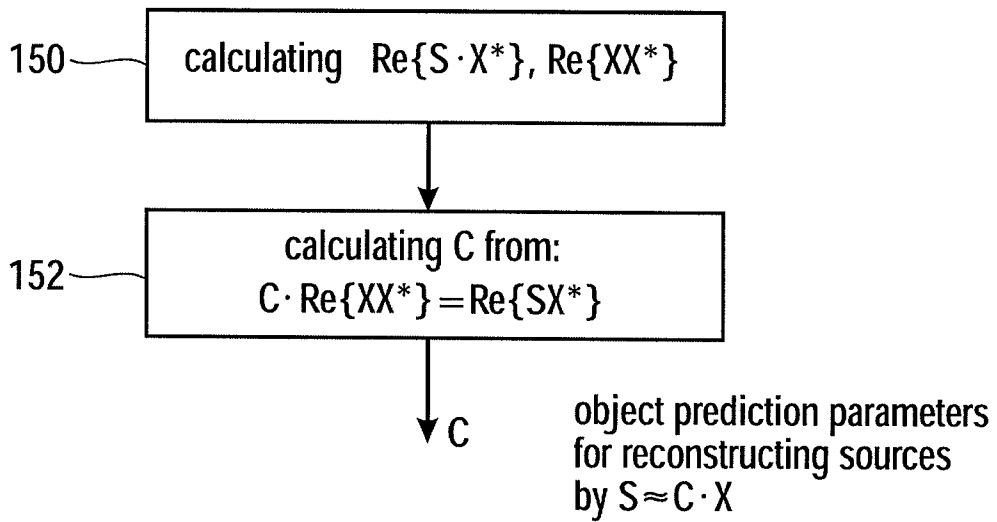 150
calculating Re{S·X*}, Re{XX*}
152
calculating C from:
C·Re{XX*}=Re{SX*}
C
object prediction parameters
for reconstructing sources
by S≈C·X